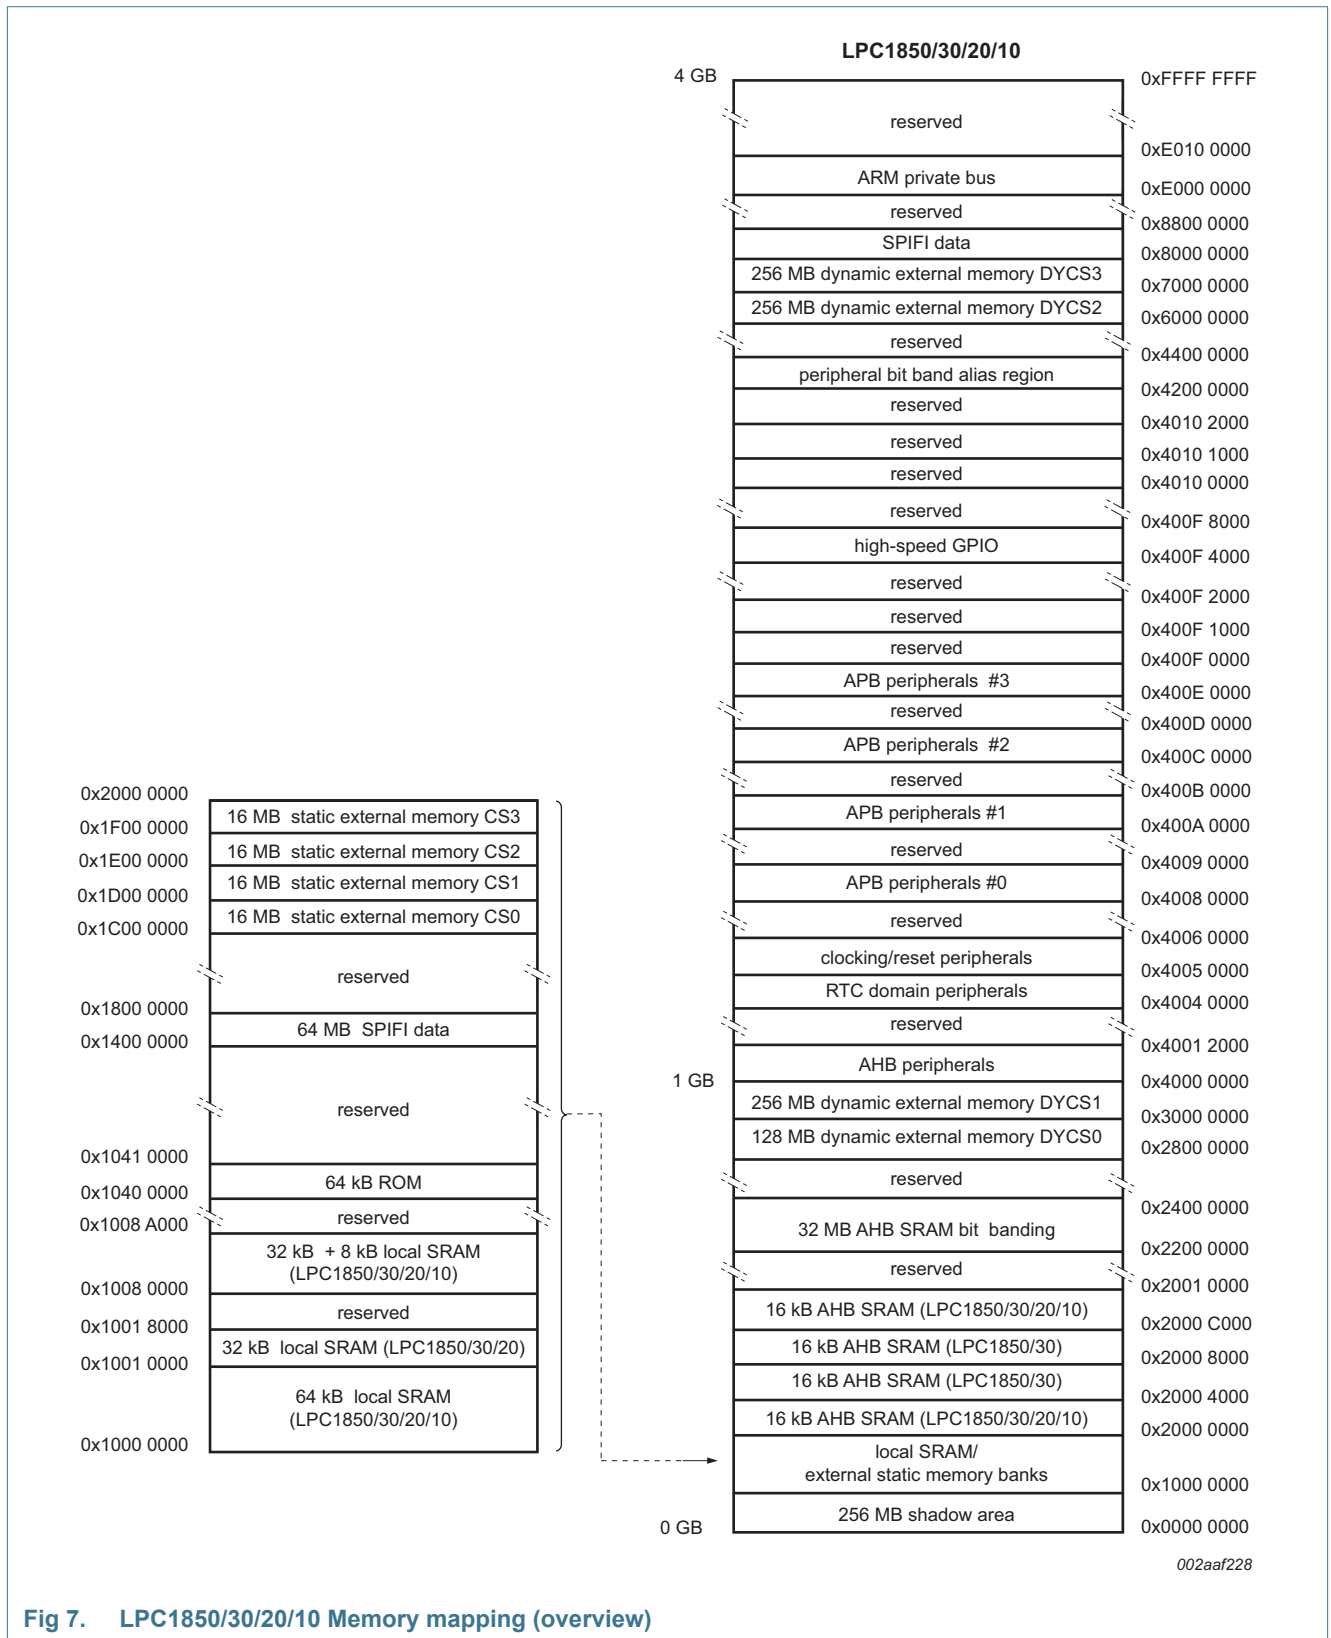 LPC1850/30/20/10
4 GB
0xFFFF FFFF
reserved
0xE010 0000
ARM private bus
0xE000 0000
reserved
0x8800 0000
SPIFI data
0x8000 0000
256 MB dynamic external memory DYCS3
0x7000 0000
256 MB dynamic external memory DYCS2
0x6000 0000
reserved
0x4400 0000
peripheral bit band alias region
0x4200 0000
reserved
0x4010 2000
reserved
0x4010 1000
reserved
0x4010 0000
reserved
0x400F 8000
high-speed GPIO
0x400F 4000
reserved
0x400F 2000
reserved
0x400F 1000
reserved
0x400F 0000
APB peripherals #3
0x400E 0000
reserved
0x400D 0000
APB peripherals #2
0x400C 0000
reserved
0x400B 0000
APB peripherals #1
0x400A 0000
reserved
0x4009 0000
APB peripherals #0
0x4008 0000
reserved
0x4006 0000
clocking/reset peripherals
0x4005 0000
RTC domain peripherals
0x4004 0000
reserved
0x4001 2000
AHB peripherals
1 GB
0x4000 0000
256 MB dynamic external memory DYCS1
0x3000 0000
128 MB dynamic external memory DYCS0
0x2800 0000
reserved
0x2400 0000
32 MB AHB SRAM bit banding
0x2200 0000
reserved
0x2001 0000
16 kB AHB SRAM (LPC1850/30/20/10)
0x2000 C000
16 kB AHB SRAM (LPC1850/30)
0x2000 8000
16 kB AHB SRAM (LPC1850/30)
0x2000 4000
16 kB AHB SRAM (LPC1850/30/20/10)
0x2000 0000
local SRAM/
external static memory banks
0x1000 0000
256 MB shadow area
0 GB
0x0000 0000
0x2000 0000
16 MB static external memory CS3
0x1F00 0000
16 MB static external memory CS2
0x1E00 0000
16 MB static external memory CS1
0x1D00 0000
16 MB static external memory CS0
0x1C00 0000
reserved
0x1800 0000
64 MB SPIFI data
0x1400 0000
reserved
0x1041 0000
64 kB ROM
0x1040 0000
reserved
0x1008 A000
32 kB + 8 kB local SRAM
(LPC1850/30/20/10)
0x1008 0000
reserved
0x1001 8000
32 kB local SRAM (LPC1850/30/20)
0x1001 0000
64 kB local SRAM
(LPC1850/30/20/10)
0x1000 0000
002aaf228
Fig 7. LPC1850/30/20/10 Memory mapping (overview)